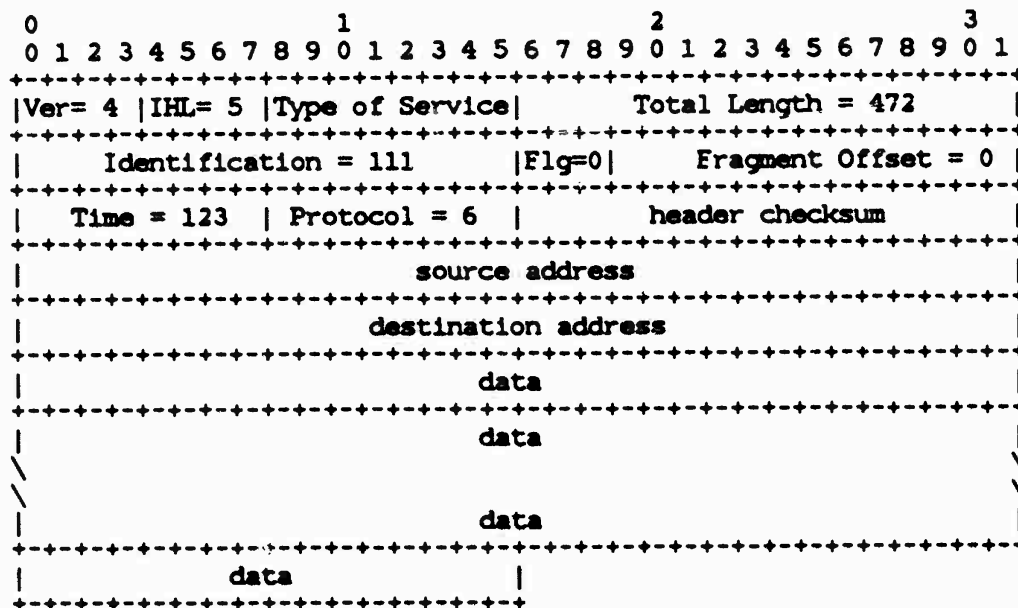 0 1 2 3
0 1 2 3 4 5 6 7 8 9 0 1 2 3 4 5 6 7 8 9 0 1 2 3 4 5 6 7 8 9 0 1
+-+-+-+-+-+-+-+-+-+-+-+-+-+-+-+-+-+-+-+-+-+-+-+-+-+-+-+-+-+-+-+-+
|Ver= 4 |IHL= 5 |Type of Service| Total Length = 472 |
+-+-+-+-+-+-+-+-+-+-+-+-+-+-+-+-+-+-+-+-+-+-+-+-+-+-+-+-+-+-+-+-+
| Identification = 111 |Flg=0| Fragment Offset = 0
+-+-+-+-+-+-+-+-+-+-+-+-+-+-+-+-+-+-+-+-+-+-+-+-+-+-+-+-+-+-+-+-+
| Time = 123 | Protocol = 6 | header checksum |
+-+-+-+-+-+-+-+-+-+-+-+-+-+-+-+-+-+-+-+-+-+-+-+-+-+-+-+-+-+-+-+-+
| source address |
+-+-+-+-+-+-+-+-+-+-+-+-+-+-+-+-+-+-+-+-+-+-+-+-+-+-+-+-+-+-+-+-+
| destination address |
+-+-+-+-+-+-+-+-+-+-+-+-+-+-+-+-+-+-+-+-+-+-+-+-+-+-+-+-+-+-+-+-+
| data |
+-+-+-+-+-+-+-+-+-+-+-+-+-+-+-+-+-+-+-+-+-+-+-+-+-+-+-+-+-+-+-+-+
| data |
\ \
\ \
| data |
+-+-+-+-+-+-+-+-+-+-+-+-+-+-+-+-+-+-+-+-+-+-+-+-+-+-+-+-+-+-+-+-+
| data |
+-+-+-+-+-+-+-+-+-+-+-+-+-+-+-+-+